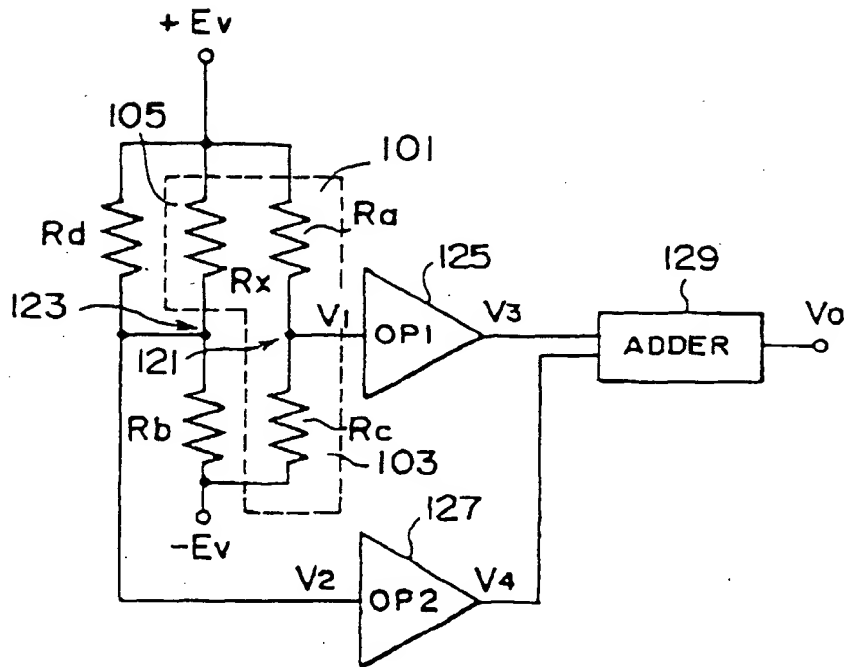 +Ev
105
101
Rd
Rx
Ra
123
121
V1
OP1
125
V3
129
ADDER
Vo
Rb
Rc
103
-Ev
V2
OP2
127
V4